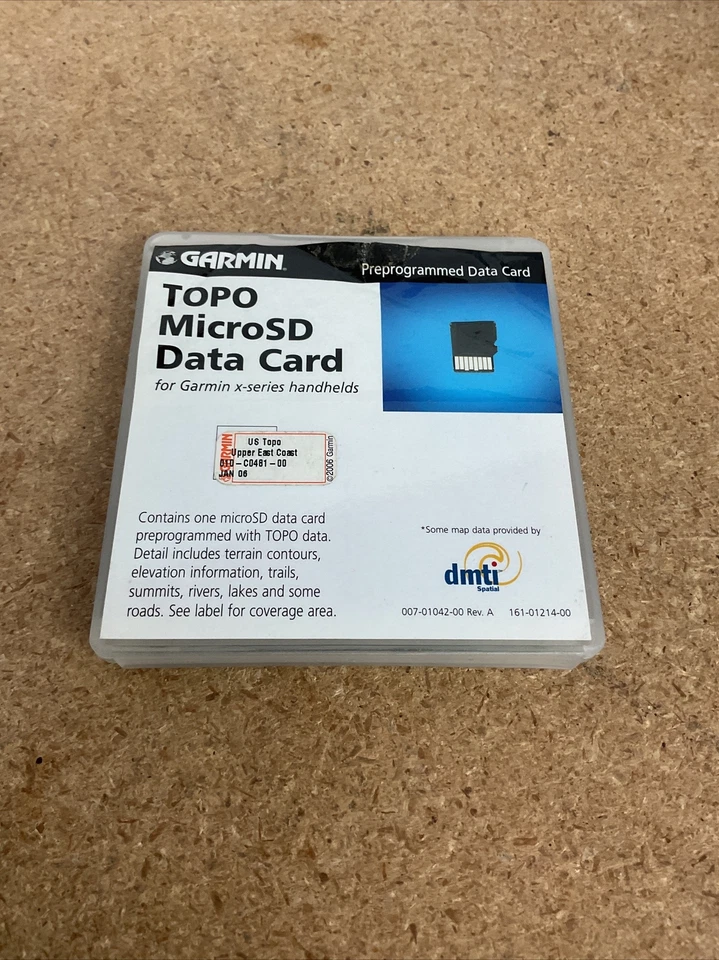 GARMIN
Preprogrammed Data Card
TOPO
MicroSD
Data Card
for Garmin x-series handhelds
GARMIN
US Topo
Upper East Coast
010-C0481-00
JAN 06
©2006 Garmin
Contains one microSD data card
preprogrammed with TOPO data.
Detail includes terrain contours,
elevation information, trails,
summits, rivers, lakes and some
roads. See label for coverage area.
*Some map data provided by
dmti
Spatial
007-01042-00 Rev. A 161-01214-00